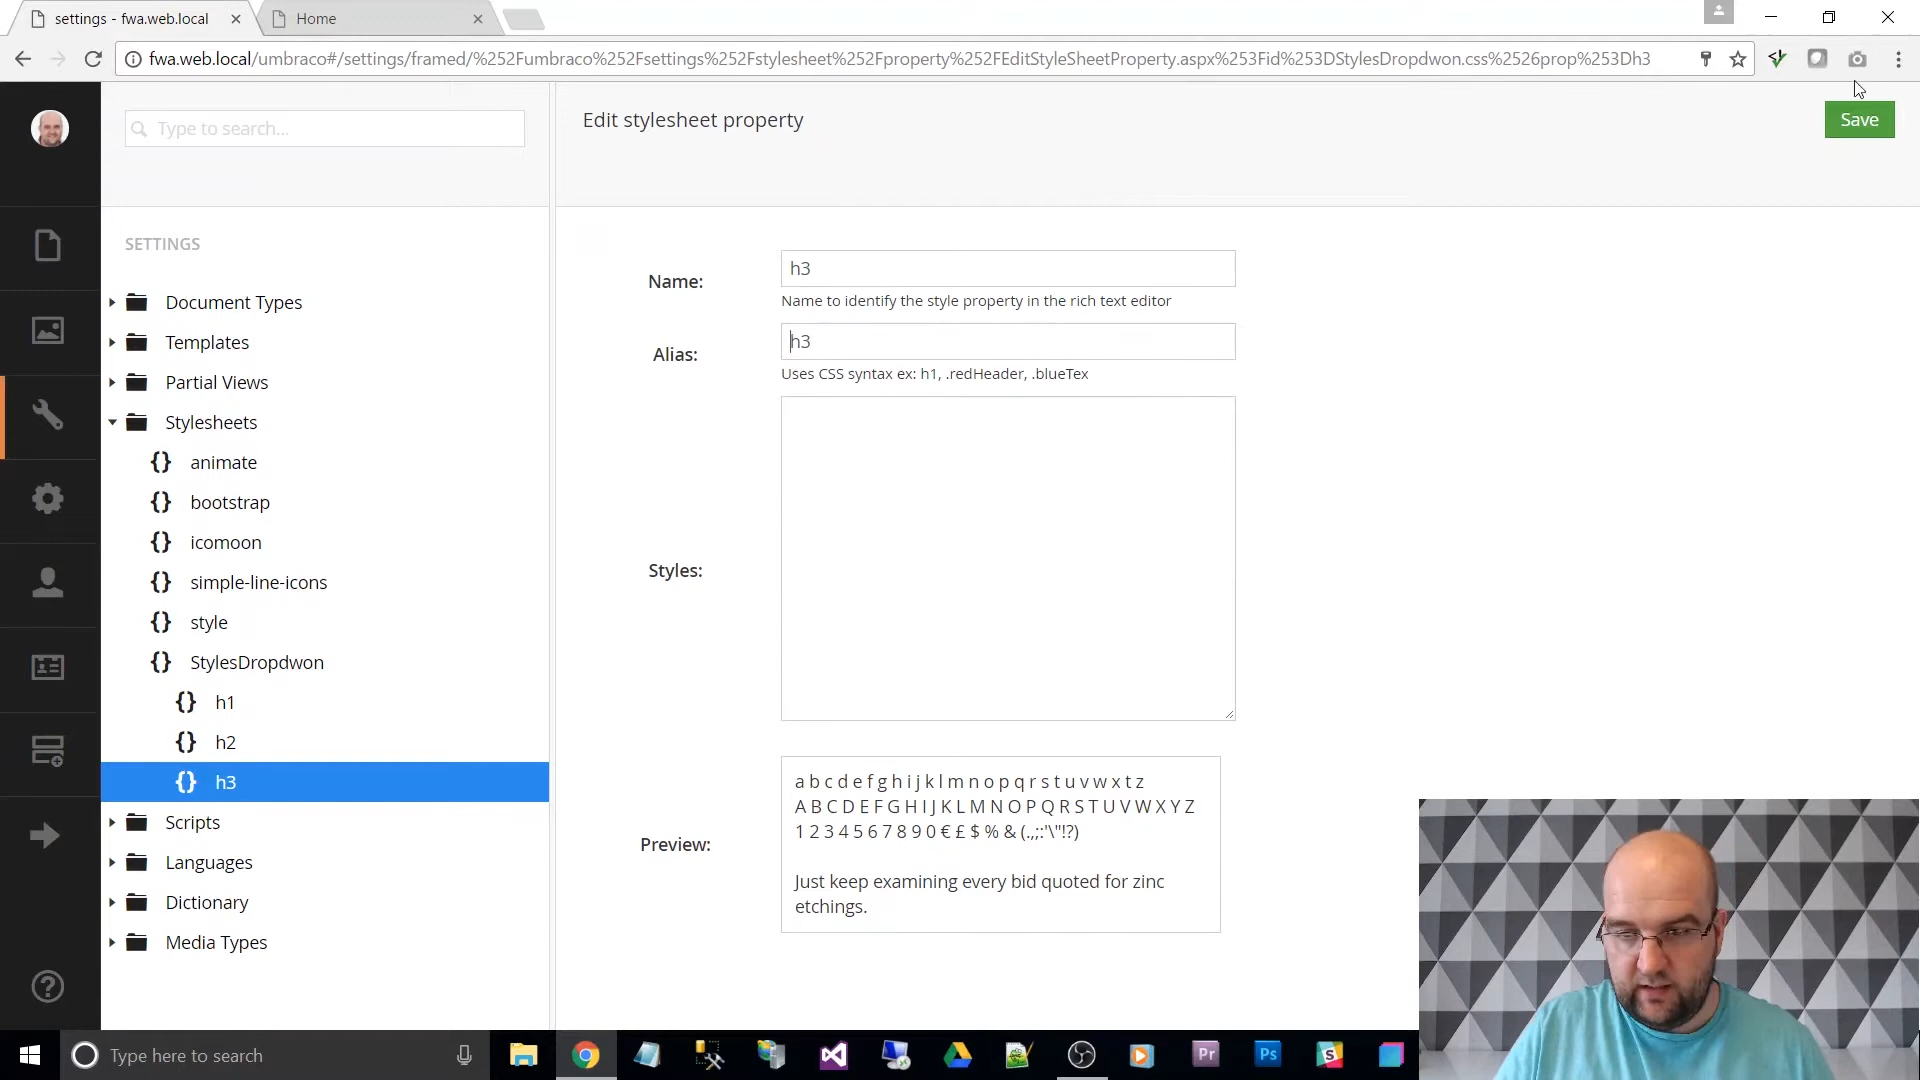 settings - fwa.web.local
Home
fwa.web.local/umbraco#/settings/framed/%252Fumbraco%252Fsettings%252Fstylesheet%252Fproperty%252FEditStyleSheetProperty.aspx%253Fid%253DStylesDropdwon.css%2526prop%253Dh3
Type to search...
Edit stylesheet property
Save
SETTINGS
Document Types
Templates
Partial Views
Stylesheets
animate
bootstrap
icomoon
simple-line-icons
style
StylesDropdwon
h1
h2
h3
Scripts
Languages
Dictionary
Media Types
Name:
h3
Name to identify the style property in the rich text editor
Alias:
h3
Uses CSS syntax ex: h1, .redHeader, .blueTex
Styles:
Preview:
a b c d e f g h i j k l m n o p q r s t u v w x t z
A B C D E F G H I J K L M N O P Q R S T U V W X Y Z
1 2 3 4 5 6 7 8 9 0 € £ $ % & (.,;:'\"!?)
Just keep examining every bid quoted for zinc
etchings.
Type here to search
Pr
Ps
S